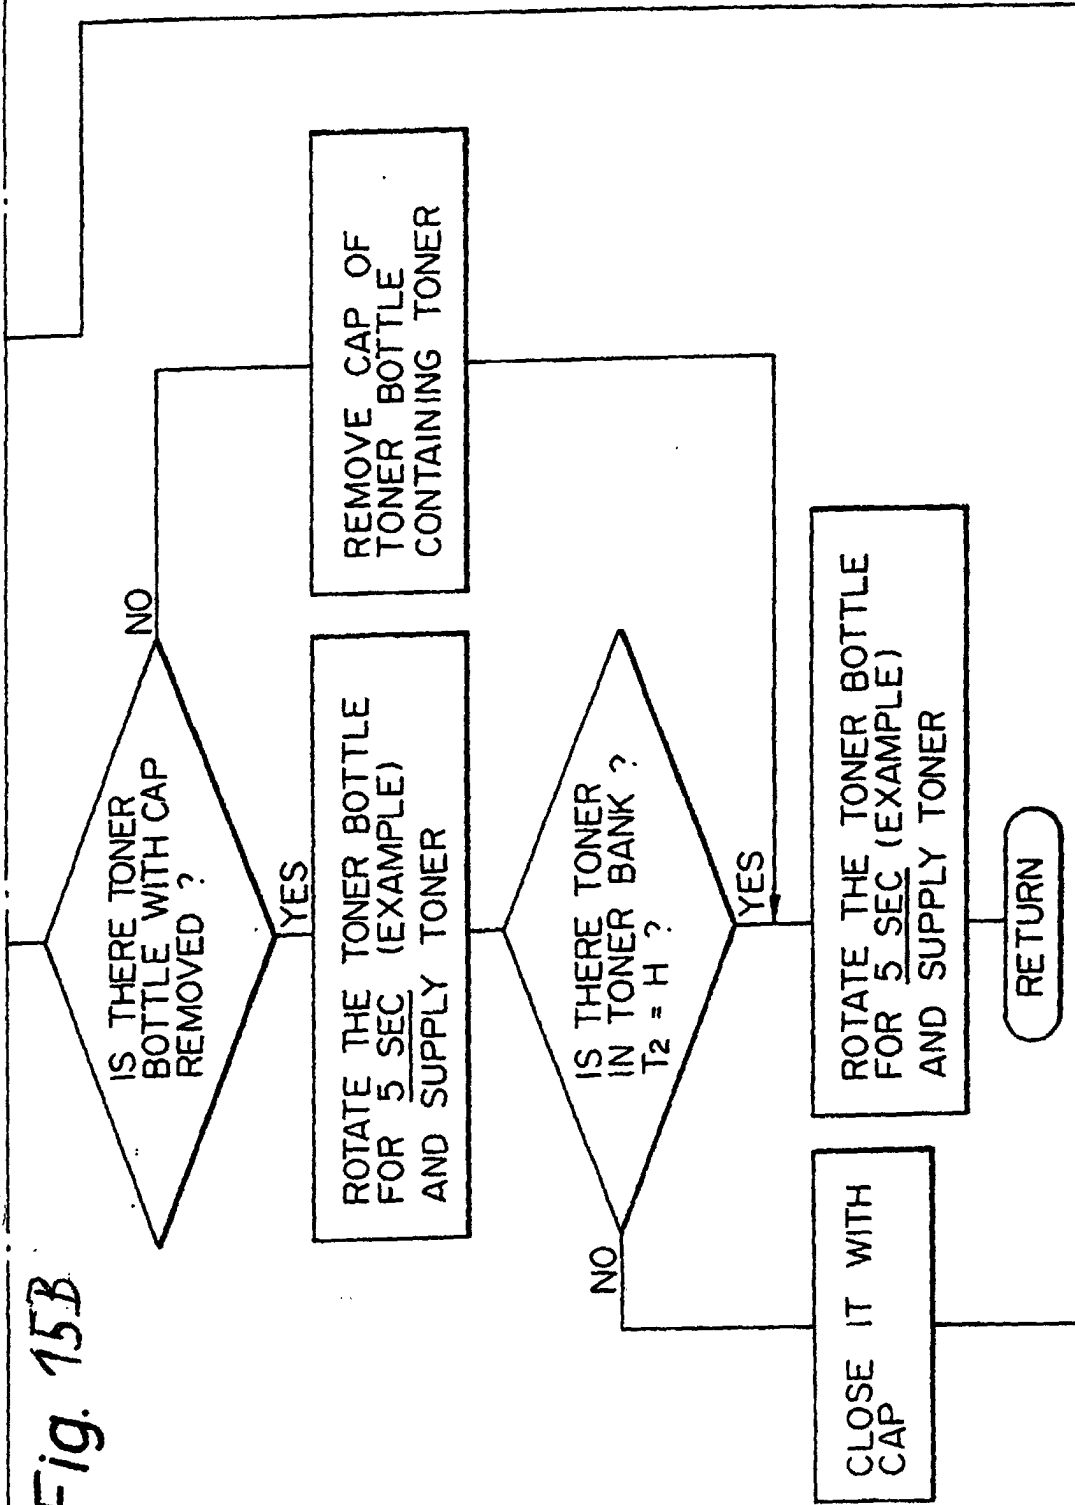 Fig. 15B
IS THERE TONER
BOTTLE WITH CAP
REMOVED ?
NO
YES
ROTATE THE TONER BOTTLE
FOR 5 SEC (EXAMPLE)
AND SUPPLY TONER
REMOVE CAP OF
TONER BOTTLE
CONTAINING TONER
IS THERE TONER
IN TONER BANK ?
T2 = H ?
NO
YES
CLOSE IT WITH
CAP
ROTATE THE TONER BOTTLE
FOR 5 SEC (EXAMPLE)
AND SUPPLY TONER
RETURN